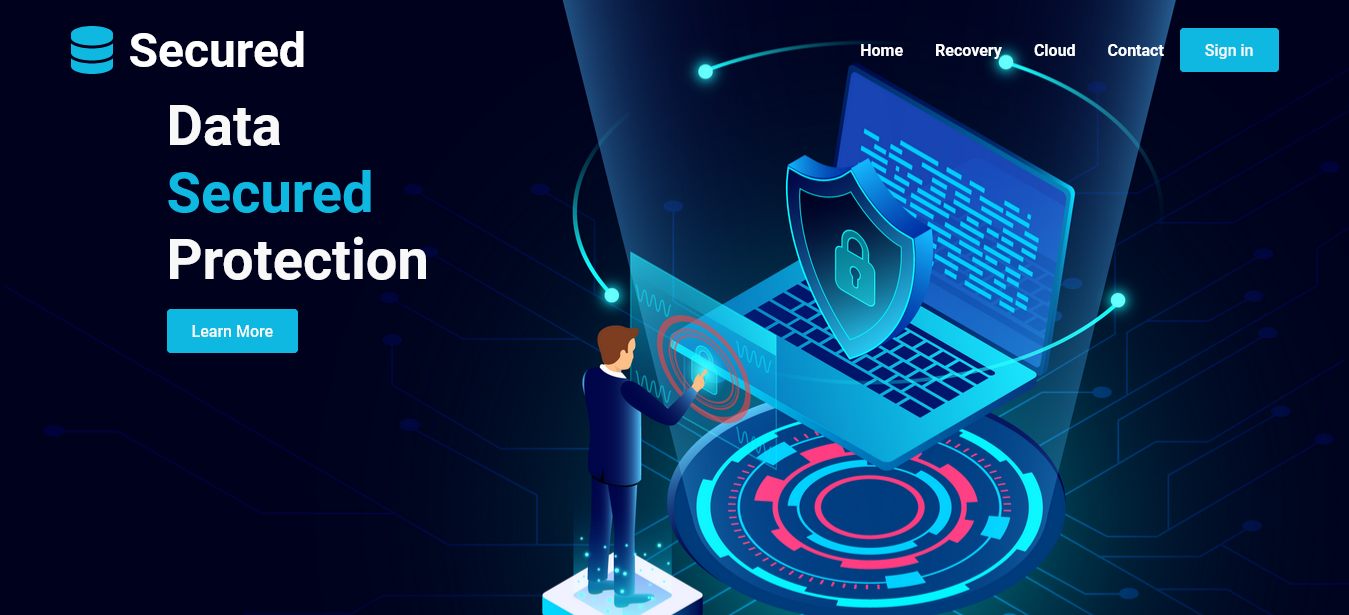 Secured
Home Recovery Cloud Contact Sign in
Data
Secured
Protection
Learn More